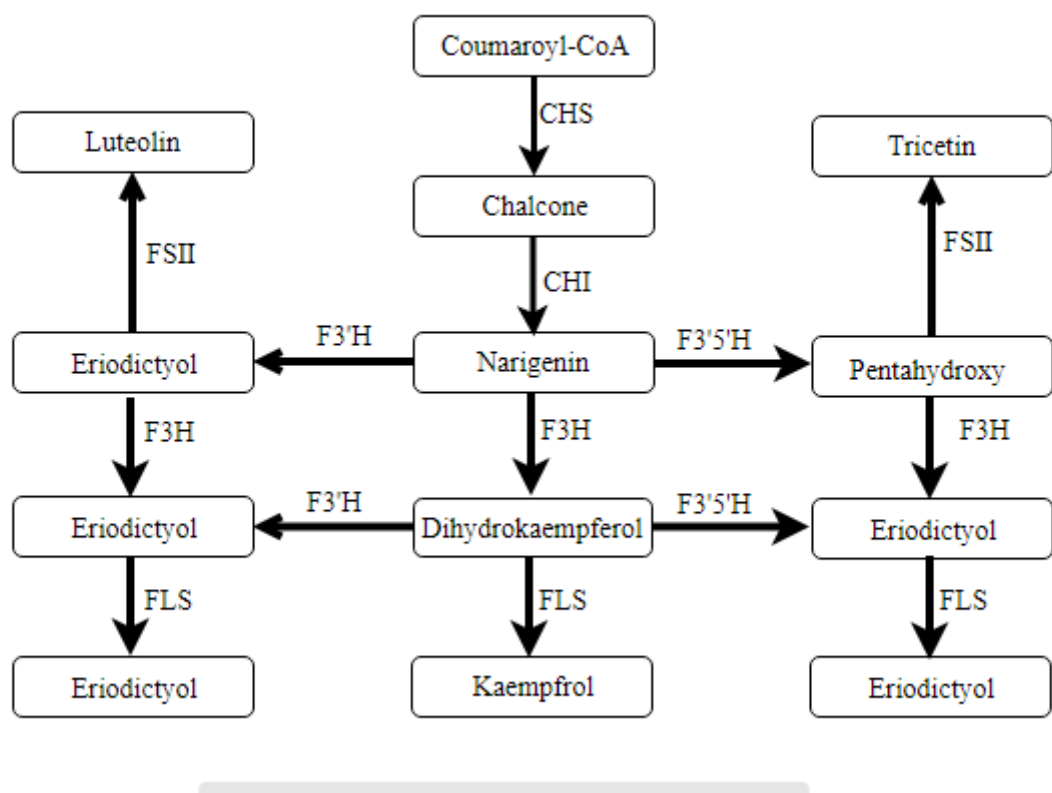 Coumaroyl-CoA
CHS
Luteolin
Tricetin
Chalcone
FSII
FSII
CHI
F3'H
F3'5'H
Eriodictyol
Narigenin
Pentahydroxy
F3H
F3H
F3H
F3'H
F3'5'H
Eriodictyol
Dihydrokaempferol
Eriodictyol
FLS
FLS
FLS
Eriodictyol
Kaempfrol
Eriodictyol